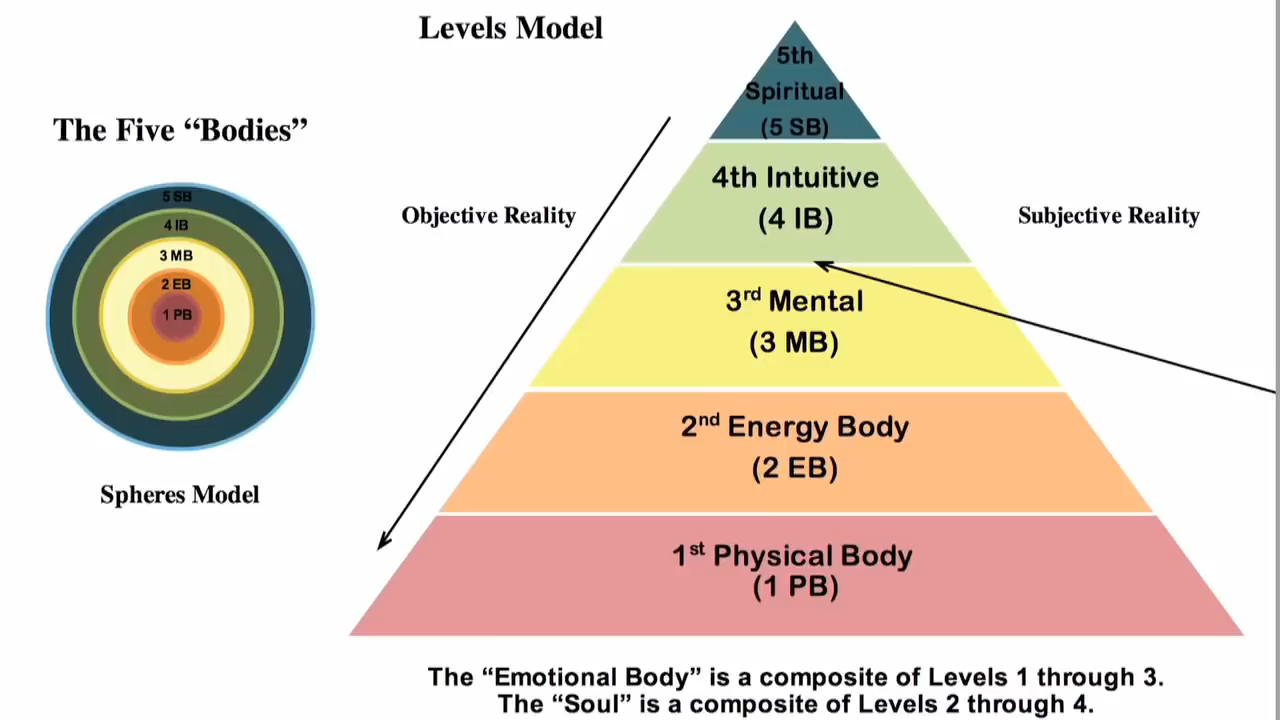 Levels Model
The Five “Bodies”
5 SB
4 IB
3 MB
2 EB
1 PB
Spheres Model
Objective Reality
Subjective Reality
5th
Spiritual
(5 SB)
4th Intuitive
(4 IB)
3rd Mental
(3 MB)
2nd Energy Body
(2 EB)
1st Physical Body
(1 PB)
The “Emotional Body” is a composite of Levels 1 through 3.
The “Soul” is a composite of Levels 2 through 4.